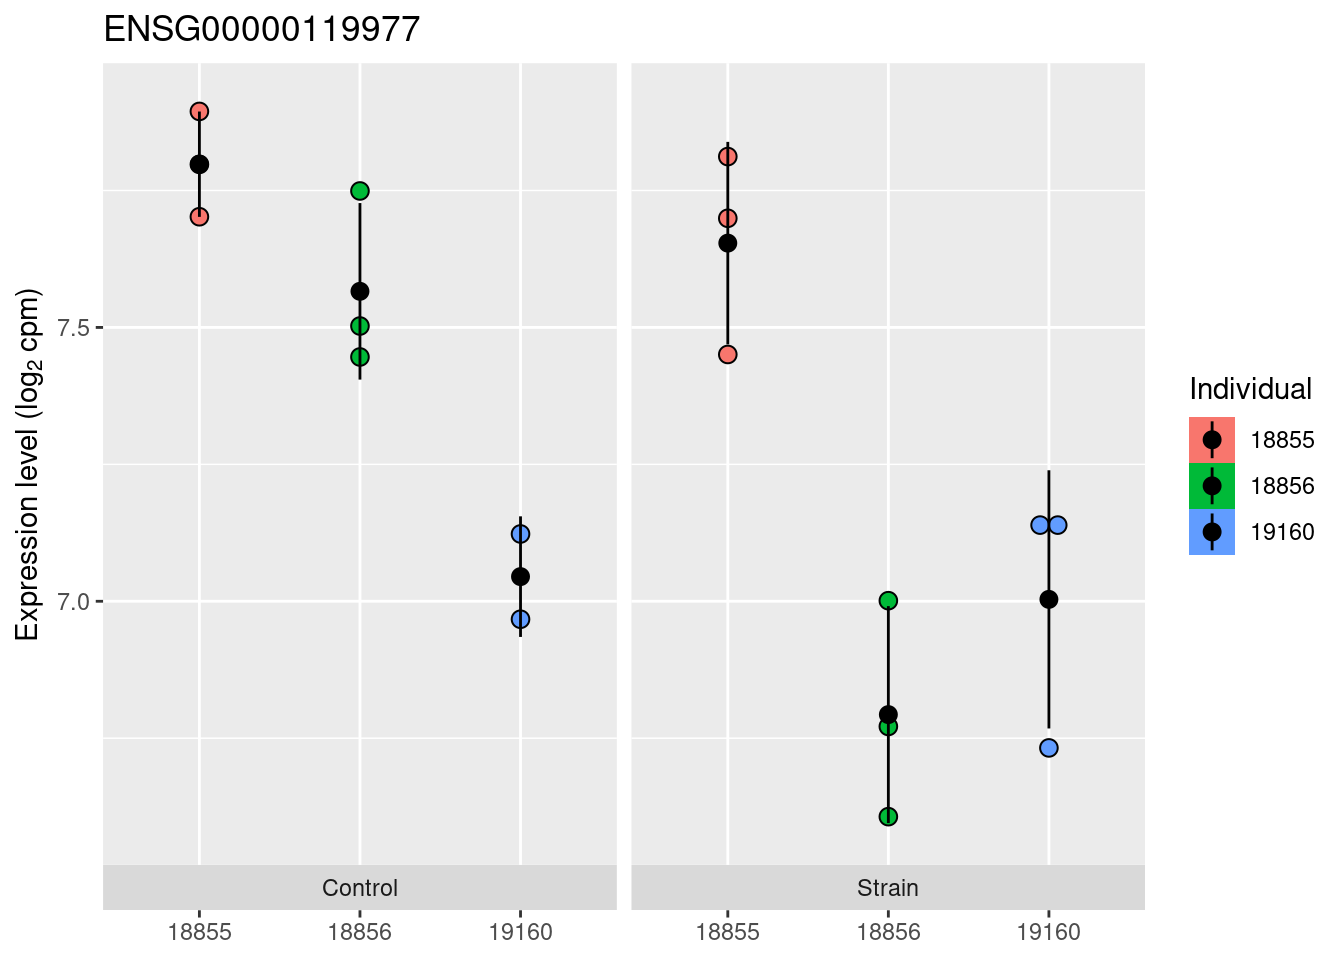 ENSG00000119977
Expression level (log2 cpm)
7.5
7.0
Control
Strain
18855
18856
19160
18855
18856
19160
Individual
18855
18856
19160